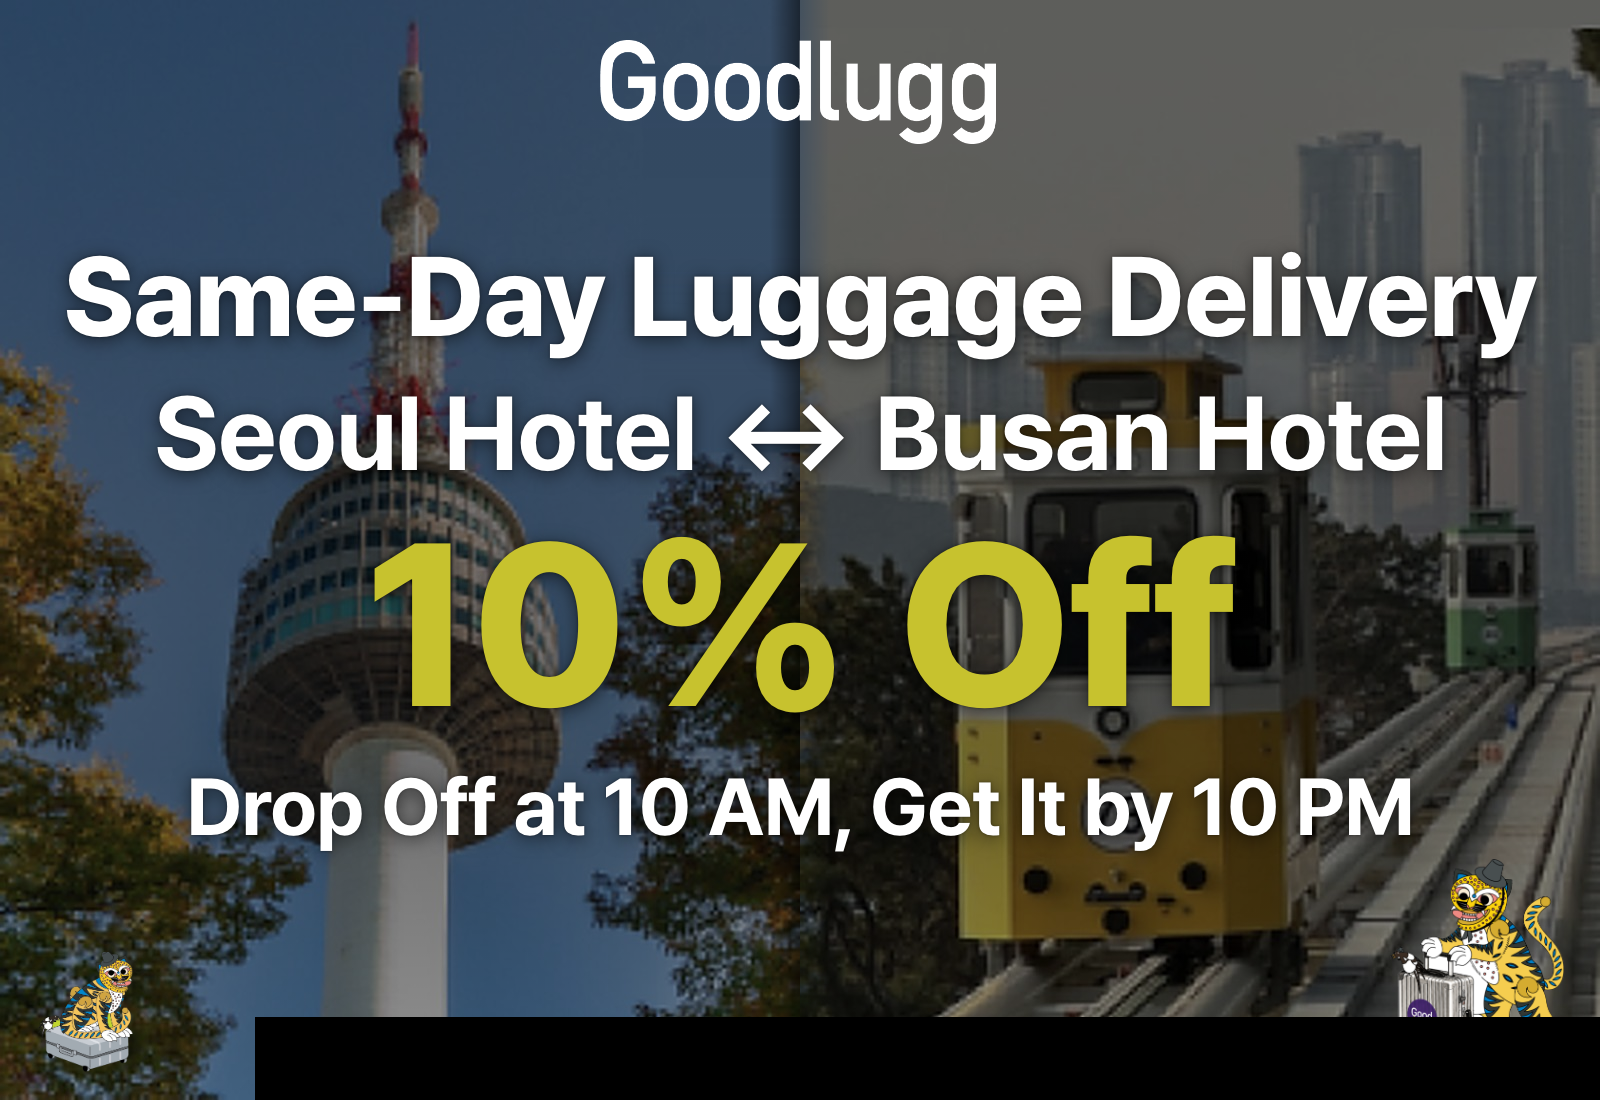 Goodlugg
Same-Day Luggage Delivery
Seoul Hotel ↔ Busan Hotel
10% Off
Drop Off at 10 AM, Get It by 10 PM
Good